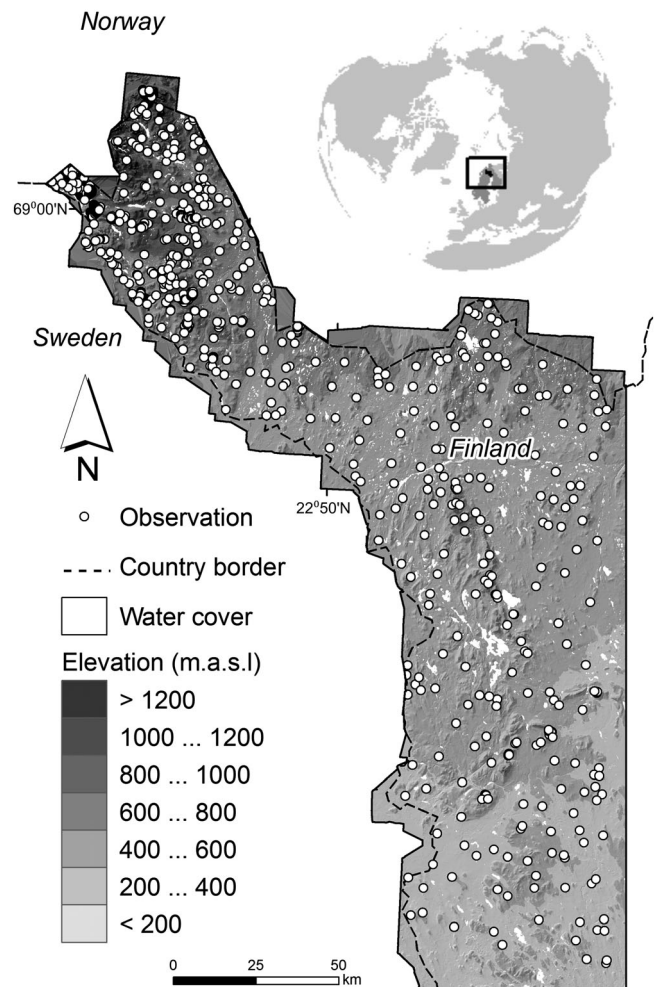 Norway
69°00'N
Sweden
Finland
N
22°50'N
Observation
Country border
Water cover
Elevation (m.a.s.l)
> 1200
1000 ... 1200
800 ... 1000
600 ... 800
400 ... 600
200 ... 400
< 200
0 25 50
km